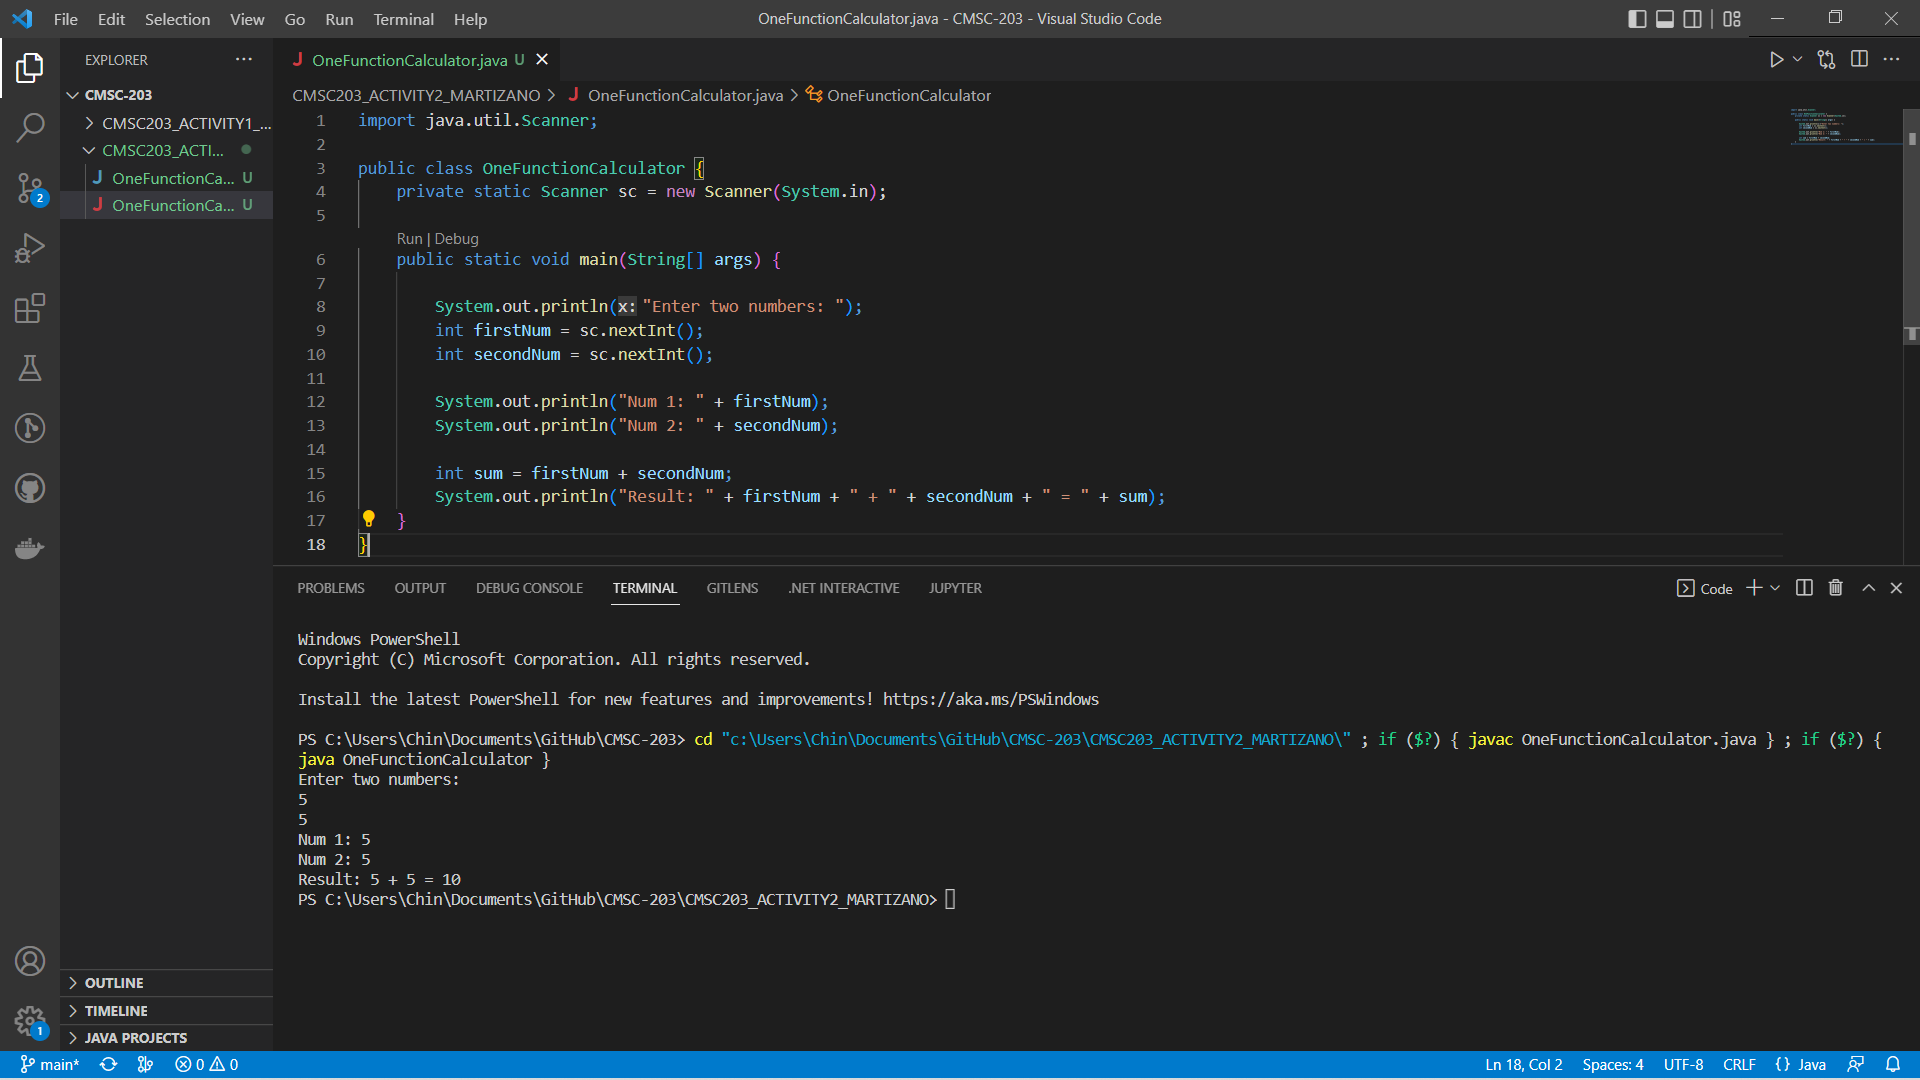 File Edit Selection View Go Run Terminal Help
OneFunctionCalculator.java - CMSC-203 - Visual Studio Code
EXPLORER
CMSC-203
CMSC203_ACTIVITY1_...
CMSC203_ACTI...
OneFunctionCa... U
OneFunctionCa... U
2
1
OUTLINE
TIMELINE
JAVA PROJECTS
OneFunctionCalculator.java U
CMSC203_ACTIVITY2_MARTIZANO > OneFunctionCalculator.java > OneFunctionCalculator
1 import java.util.Scanner;
2
3 public class OneFunctionCalculator {
4 private static Scanner sc = new Scanner(System.in);
5
Run | Debug
6 public static void main(String[] args) {
7
8 System.out.println(x: "Enter two numbers: ");
9 int firstNum = sc.nextInt();
10 int secondNum = sc.nextInt();
11
12 System.out.println("Num 1: " + firstNum);
13 System.out.println("Num 2: " + secondNum);
14
15 int sum = firstNum + secondNum;
16 System.out.println("Result: " + firstNum + " + " + secondNum + " = " + sum);
17 }
18 }
PROBLEMS OUTPUT DEBUG CONSOLE TERMINAL GITLENS .NET INTERACTIVE JUPYTER
Code
Windows PowerShell
Copyright (C) Microsoft Corporation. All rights reserved.
Install the latest PowerShell for new features and improvements! https://aka.ms/PSWindows
PS C:\Users\Chin\Documents\GitHub\CMSC-203> cd "c:\Users\Chin\Documents\GitHub\CMSC-203\CMSC203_ACTIVITY2_MARTIZANO\" ; if ($?) { javac OneFunctionCalculator.java } ; if ($?) {
java OneFunctionCalculator }
Enter two numbers:
5
5
Num 1: 5
Num 2: 5
Result: 5 + 5 = 10
PS C:\Users\Chin\Documents\GitHub\CMSC-203\CMSC203_ACTIVITY2_MARTIZANO>
main* 0 0
Ln 18, Col 2 Spaces: 4 UTF-8 CRLF {} Java